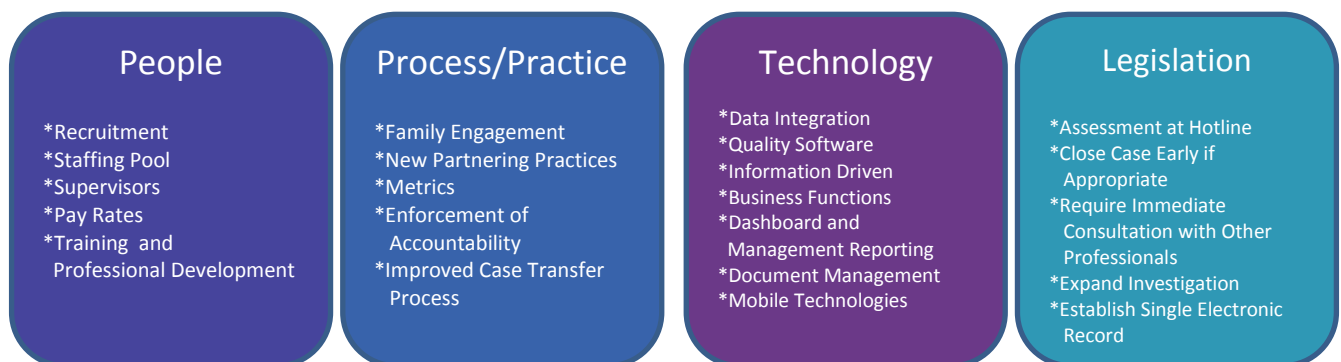 People
*Recruitment
*Staffing Pool
*Supervisors
*Pay Rates
*Training and
Professional Development
Process/Practice
*Family Engagement
*New Partnering Practices
*Metrics
*Enforcement of
Accountability
*Improved Case Transfer
Process
Technology
*Data Integration
*Quality Software
*Information Driven
*Business Functions
*Dashboard and
Management Reporting
*Document Management
*Mobile Technologies
Legislation
*Assessment at Hotline
*Close Case Early if
Appropriate
*Require Immediate
Consultation with Other
Professionals
*Expand Investigation
*Establish Single Electronic
Record